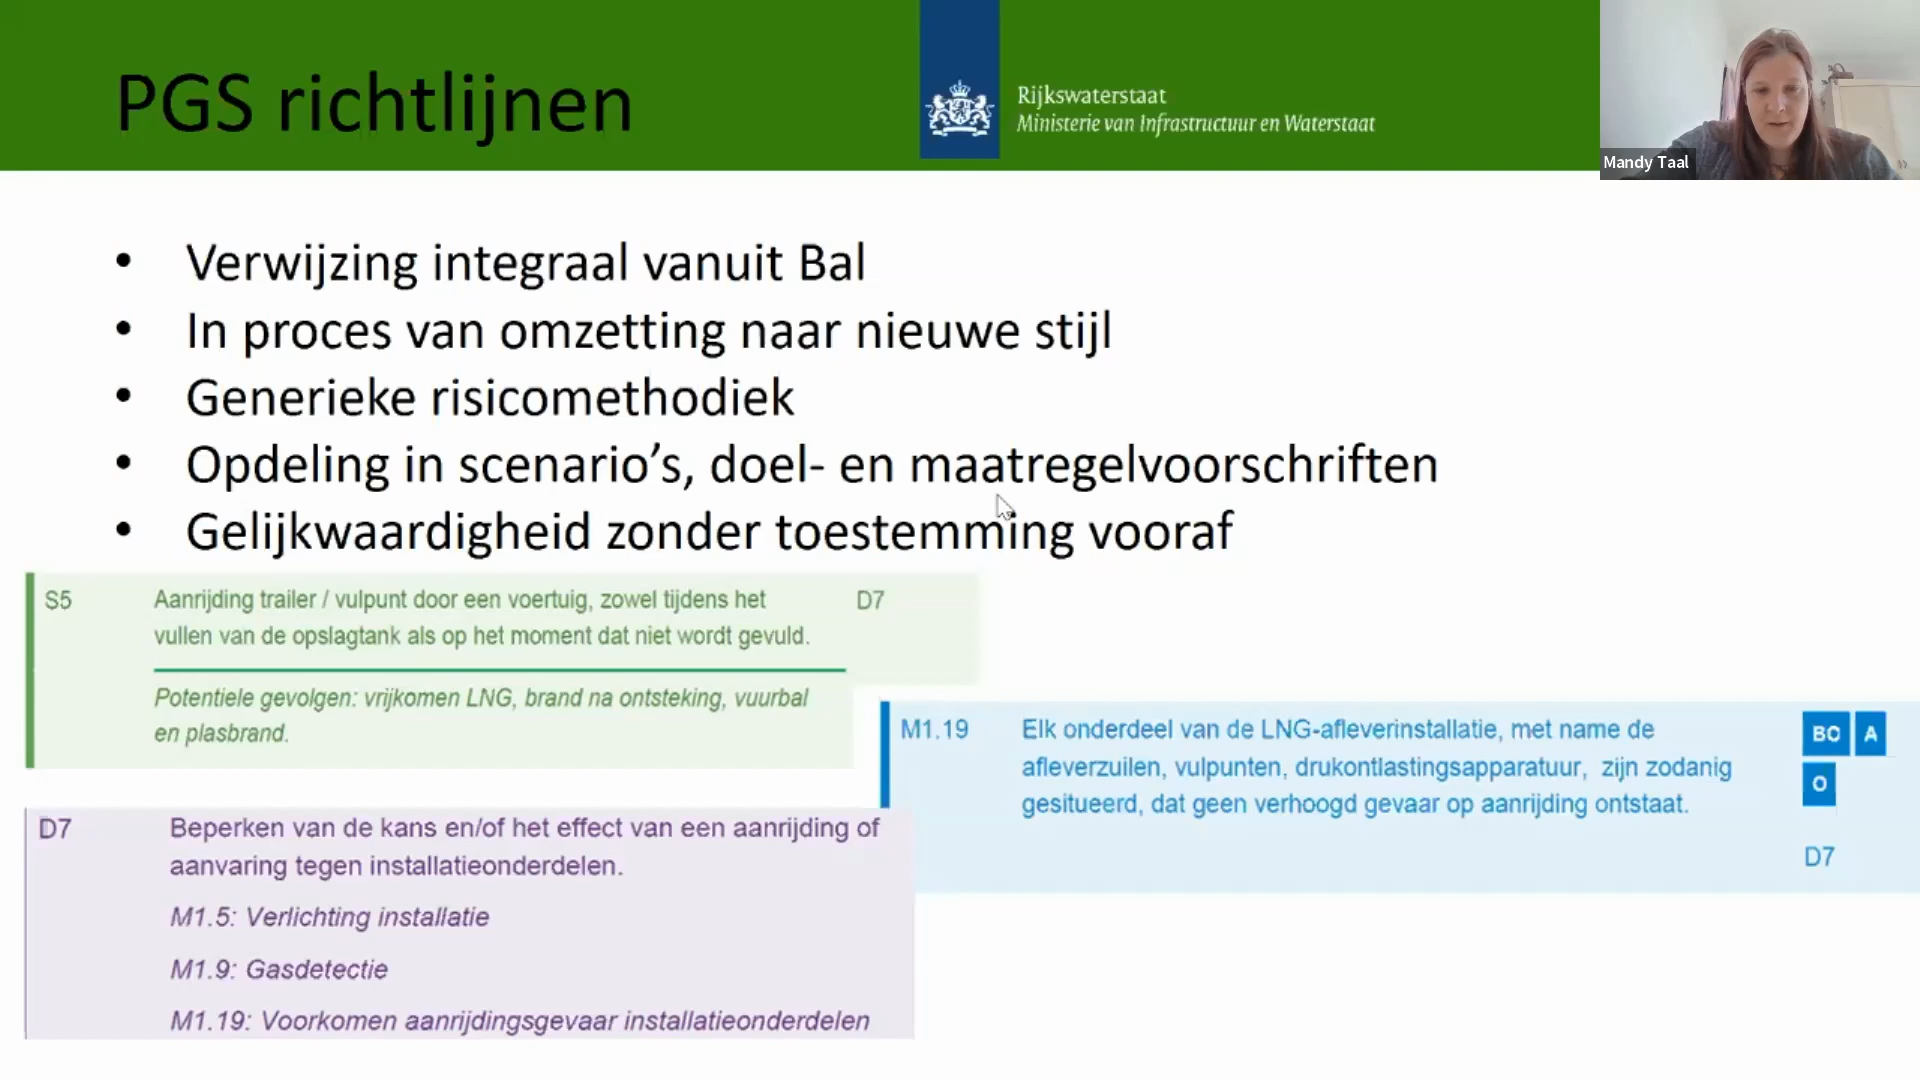 PGS richtlijnen
Rijkswaterstaat
Ministerie van Infrastructuur en Waterstaat
Mandy Taal
• Verwijzing integraal vanuit Bal
• In proces van omzetting naar nieuwe stijl
• Generieke risicomethodiek
• Opdeling in scenario’s, doel- en maatregelvoorschriften
• Gelijkwaardigheid zonder toestemming vooraf
S5 Aanrijding trailer / vulpunt door een voertuig, zowel tijdens het D7
vullen van de opslagtank als op het moment dat niet wordt gevuld.
Potentiele gevolgen: vrijkomen LNG, brand na ontsteking, vuurbal
en plasbrand.
M1.19 Elk onderdeel van de LNG-afleverinstallatie, met name de BC A
afleverzuilen, vulpunten, drukontlastingsapparatuur, zijn zodanig O
gesitueerd, dat geen verhoogd gevaar op aanrijding ontstaat.
D7
D7 Beperken van de kans en/of het effect van een aanrijding of
aanvaring tegen installatieonderdelen.
M1.5: Verlichting installatie
M1.9: Gasdetectie
M1.19: Voorkomen aanrijdingsgevaar installatieonderdelen